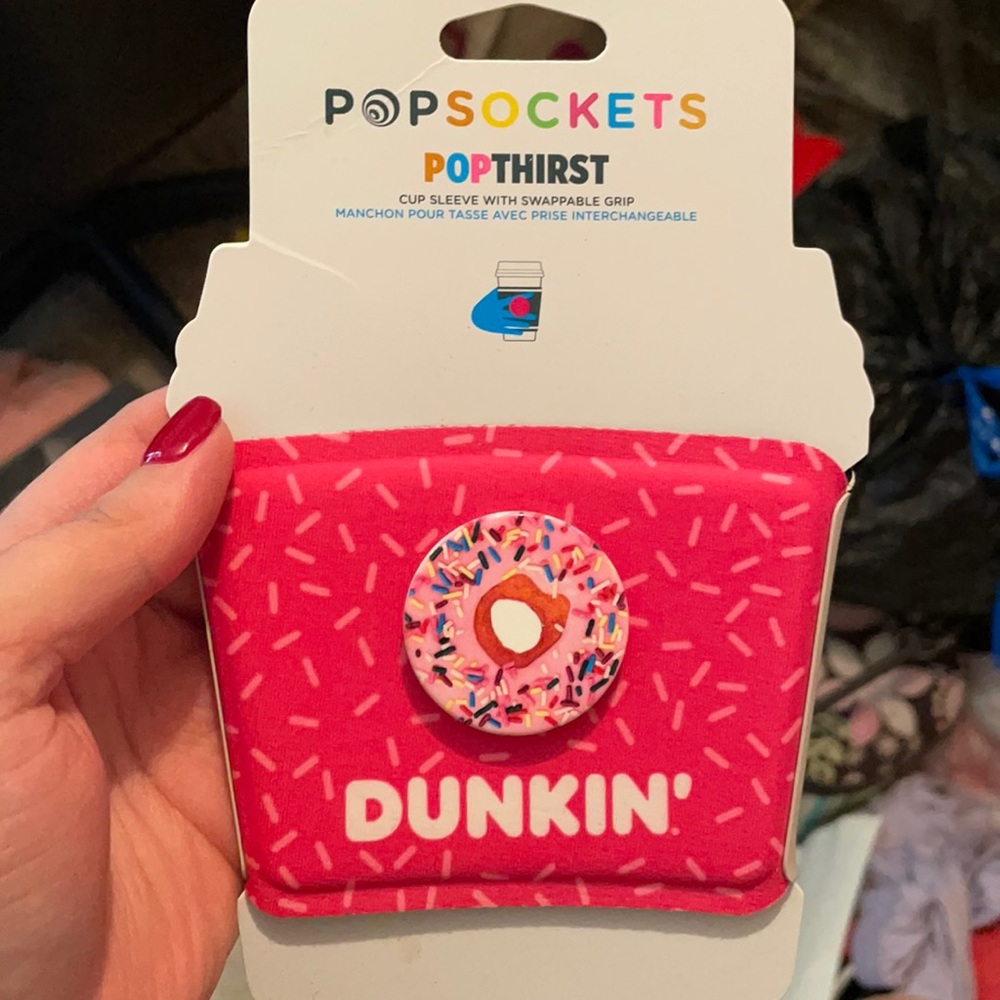 POPSOCKETS
POPTHIRST
CUP SLEEVE WITH SWAPPABLE GRIP
MANCHON POUR TASSE AVEC PRISE INTERCHANGEABLE
DUNKIN'